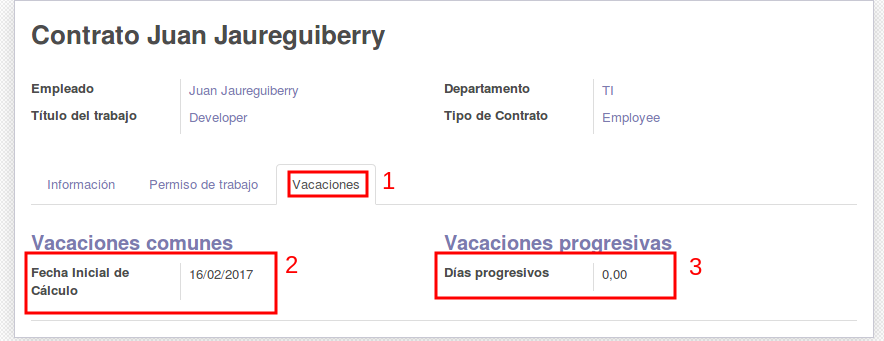 Contrato Juan Jaureguiberry
Empleado Juan Jaureguiberry Departamento TI
Título del trabajo Developer Tipo de Contrato Employee
Información Permiso de trabajo Vacaciones 1
Vacaciones comunes Vacaciones progresivas
2 3
Fecha Inicial de 16/02/2017 Días progresivos 0,00
Cálculo